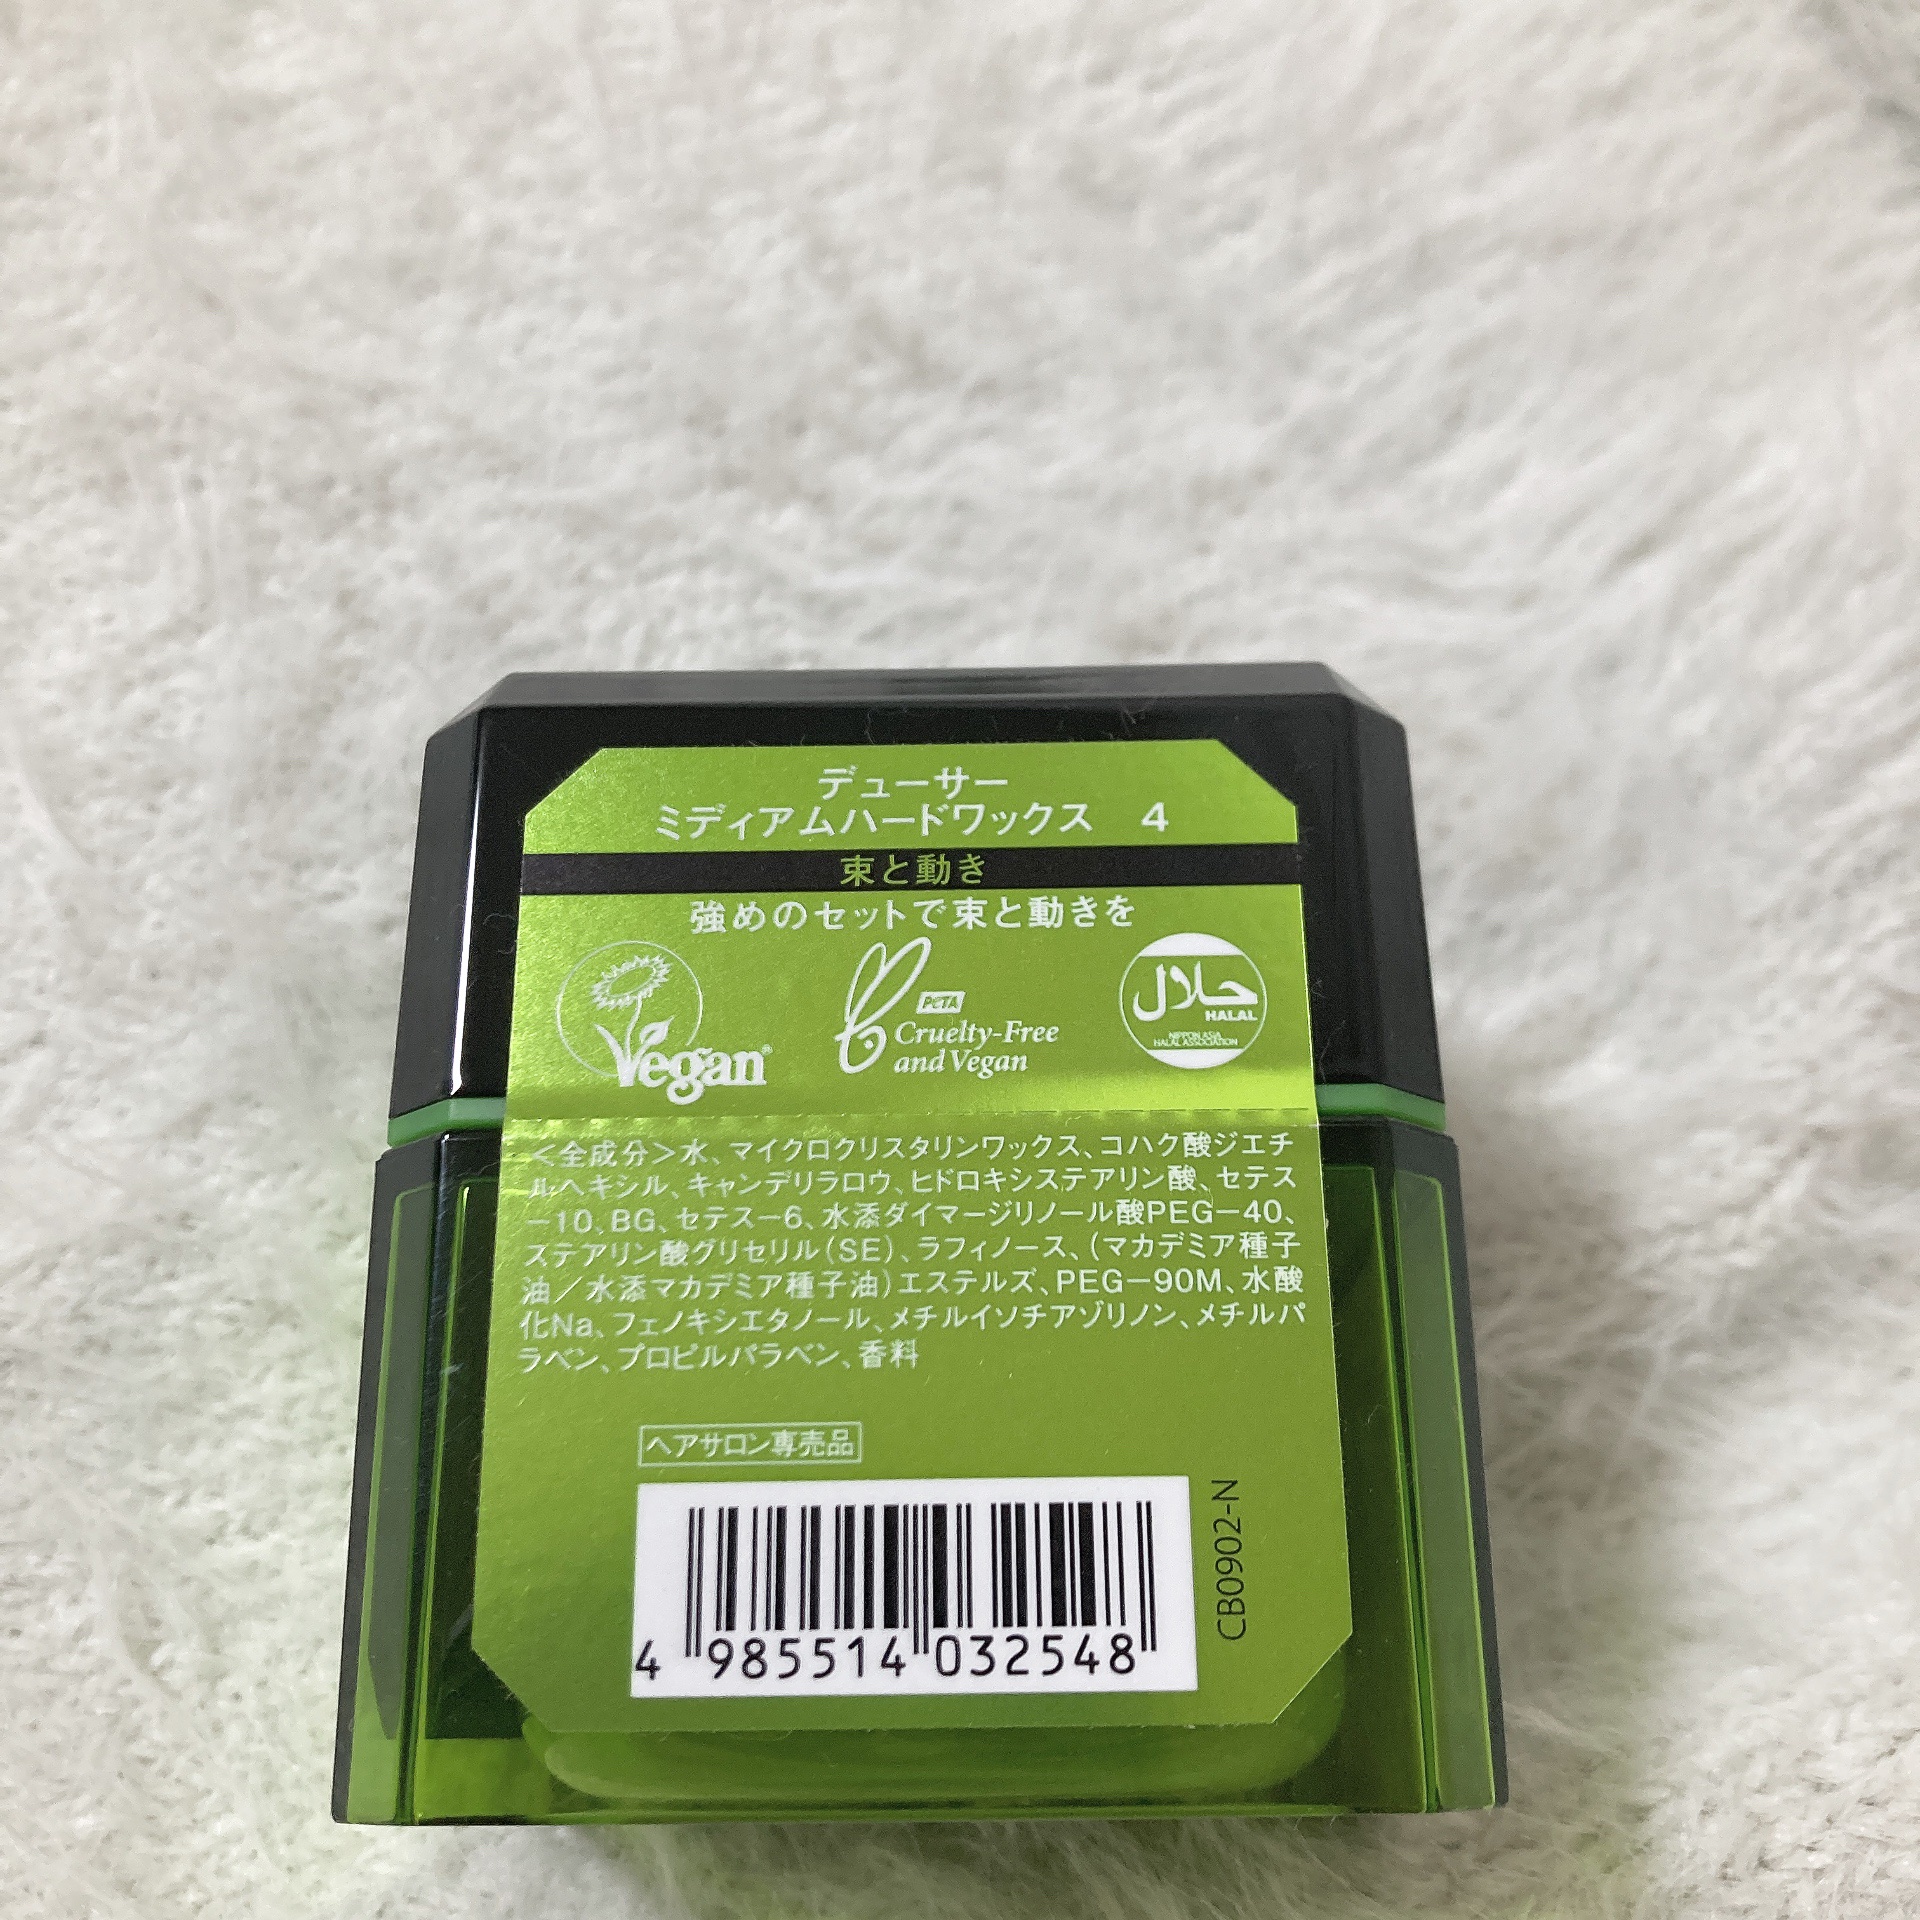 デューサー
ミディアムハードワックス 4
束と動き
強めのセットで束と動きを
Vegan®
PETA
Cruelty-Free
and Vegan
حلال
HALAL
NIPPON ASIA
HALAL ASSOCIATION
＜全成分＞水、マイクロクリスタリンワックス、コハク酸ジエチ
ルヘキシル、キャンデリラロウ、ヒドロキシステアリン酸、セテス
－10、BG、セテス－6、水添ダイマージリノール酸PEG－40、
ステアリン酸グリセリル（SE）、ラフィノース、（マカデミア種子
油／水添マカデミア種子油）エステルズ、PEG－90M、水酸
化Na、フェノキシエタノール、メチルイソチアゾリノン、メチルパ
ラベン、プロピルパラベン、香料
ヘアサロン専売品
4 985514 032548
CB0902-N